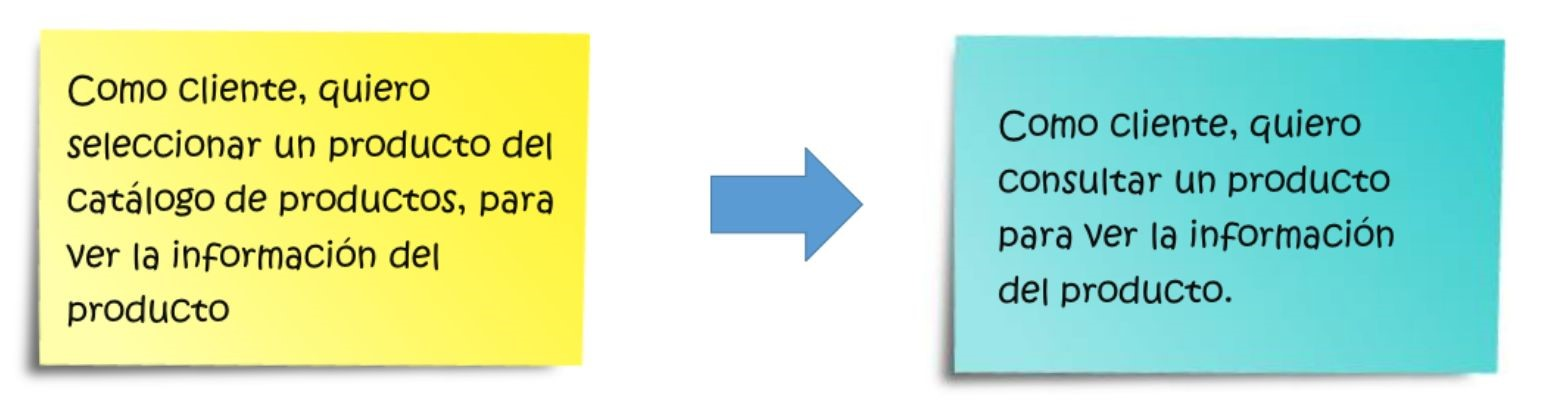 Como cliente, quiero
seleccionar un producto del
catálogo de productos, para
ver la información del
producto
Como cliente, quiero
consultar un producto
para ver la información
del producto.